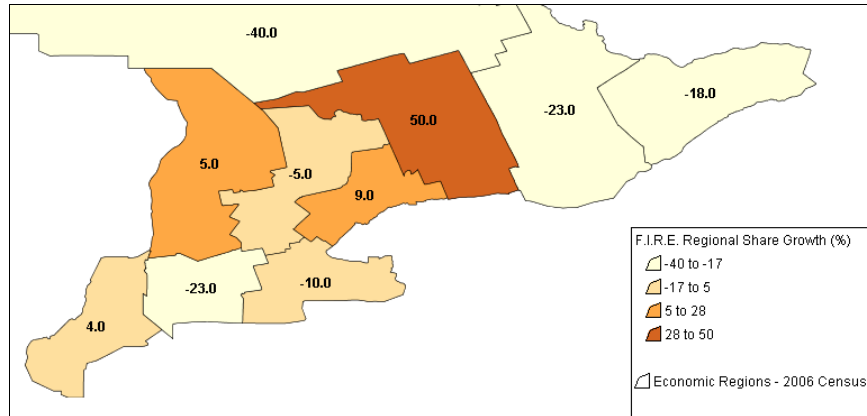 -40.0
50.0
-23.0
-18.0
5.0
-5.0
9.0
-23.0
-10.0
4.0
F.I.R.E. Regional Share Growth (%)
-40 to -17
-17 to 5
5 to 28
28 to 50
Economic Regions - 2006 Census